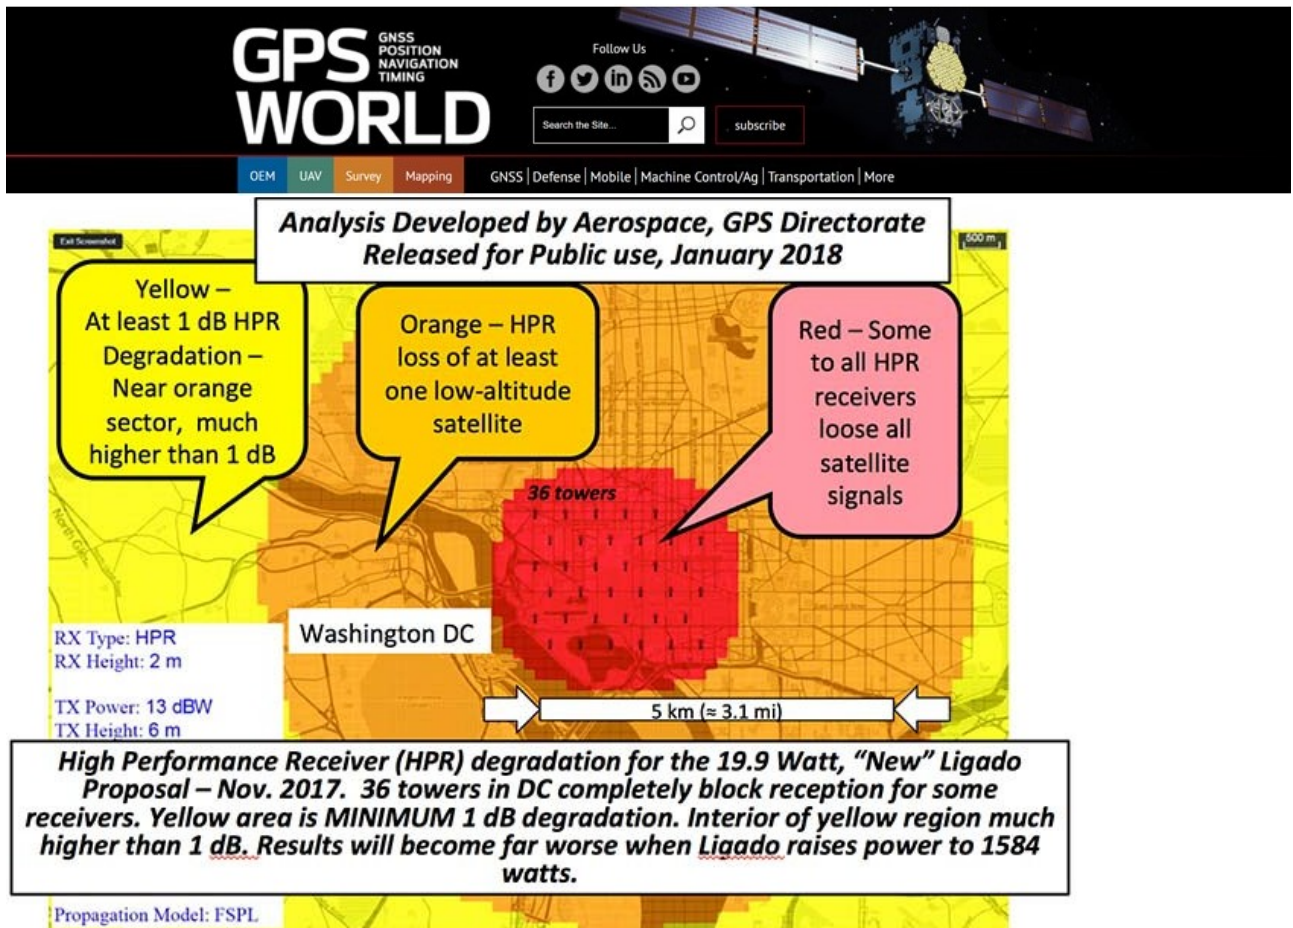 GPS
GNSS
POSITION
NAVIGATION
TIMING
WORLD
Follow Us
Search the Site...
subscribe
OEM
UAV
Survey
Mapping
GNSS | Defense | Mobile | Machine Control/Ag | Transportation | More
Analysis Developed by Aerospace, GPS Directorate
Released for Public use, January 2018
Exit Screenshot
500 m
Yellow –
At least 1 dB HPR
Degradation –
Near orange
sector, much
higher than 1 dB
Orange – HPR
loss of at least
one low-altitude
satellite
Red – Some
to all HPR
receivers
loose all
satellite
signals
36 towers
Washington DC
RX Type: HPR
RX Height: 2 m
TX Power: 13 dBW
TX Height: 6 m
5 km (≈ 3.1 mi)
High Performance Receiver (HPR) degradation for the 19.9 Watt, “New” Ligado
Proposal – Nov. 2017. 36 towers in DC completely block reception for some
receivers. Yellow area is MINIMUM 1 dB degradation. Interior of yellow region much
higher than 1 dB. Results will become far worse when Ligado raises power to 1584
watts.
Propagation Model: FSPL